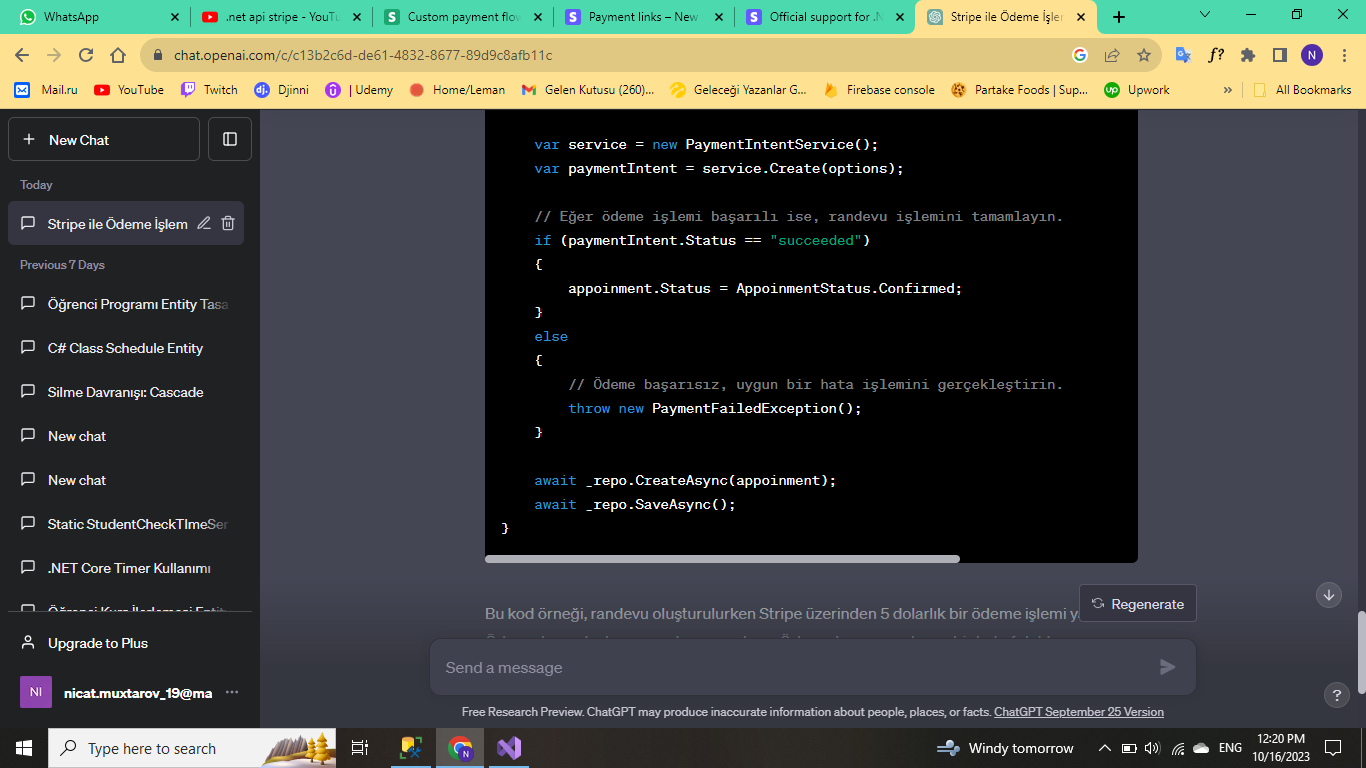 WhatsApp
.net api stripe - YouTu
Custom payment flow
Payment links – New
Official support for .N
Stripe ile Ödeme İşler
chat.openai.com/c/c13b2c6d-de61-4832-8677-89d9c8afb11c
f?
N
Mail.ru
YouTube
Twitch
dj.
Djinni
| Udemy
Home/Leman
Gelen Kutusu (260)...
Geleceği Yazanlar G...
Firebase console
Partake Foods | Sup...
up
Upwork
»
All Bookmarks
+ New Chat
Today
Stripe ile Ödeme İşlem
Previous 7 Days
Öğrenci Programı Entity Tasa
C# Class Schedule Entity
Silme Davranışı: Cascade
New chat
New chat
Static StudentCheckTImeSer
.NET Core Timer Kullanımı
Öğrenci Kurs İlerlemesi Entit
Upgrade to Plus
NI
nicat.muxtarov_19@ma
...
var service = new PaymentIntentService();
var paymentIntent = service.Create(options);
// Eğer ödeme işlemi başarılı ise, randevu işlemini tamamlayın.
if (paymentIntent.Status == "succeeded")
{
appoinment.Status = AppoinmentStatus.Confirmed;
}
else
{
// Ödeme başarısız, uygun bir hata işlemini gerçekleştirin.
throw new PaymentFailedException();
}
await _repo.CreateAsync(appoinment);
await _repo.SaveAsync();
}
Bu kod örneği, randevu oluşturulurken Stripe üzerinden 5 dolarlık bir ödeme işlemi y
Regenerate
Send a message
?
Free Research Preview. ChatGPT may produce inaccurate information about people, places, or facts. ChatGPT September 25 Version
Type here to search
N
Windy tomorrow
ENG
12:20 PM
10/16/2023